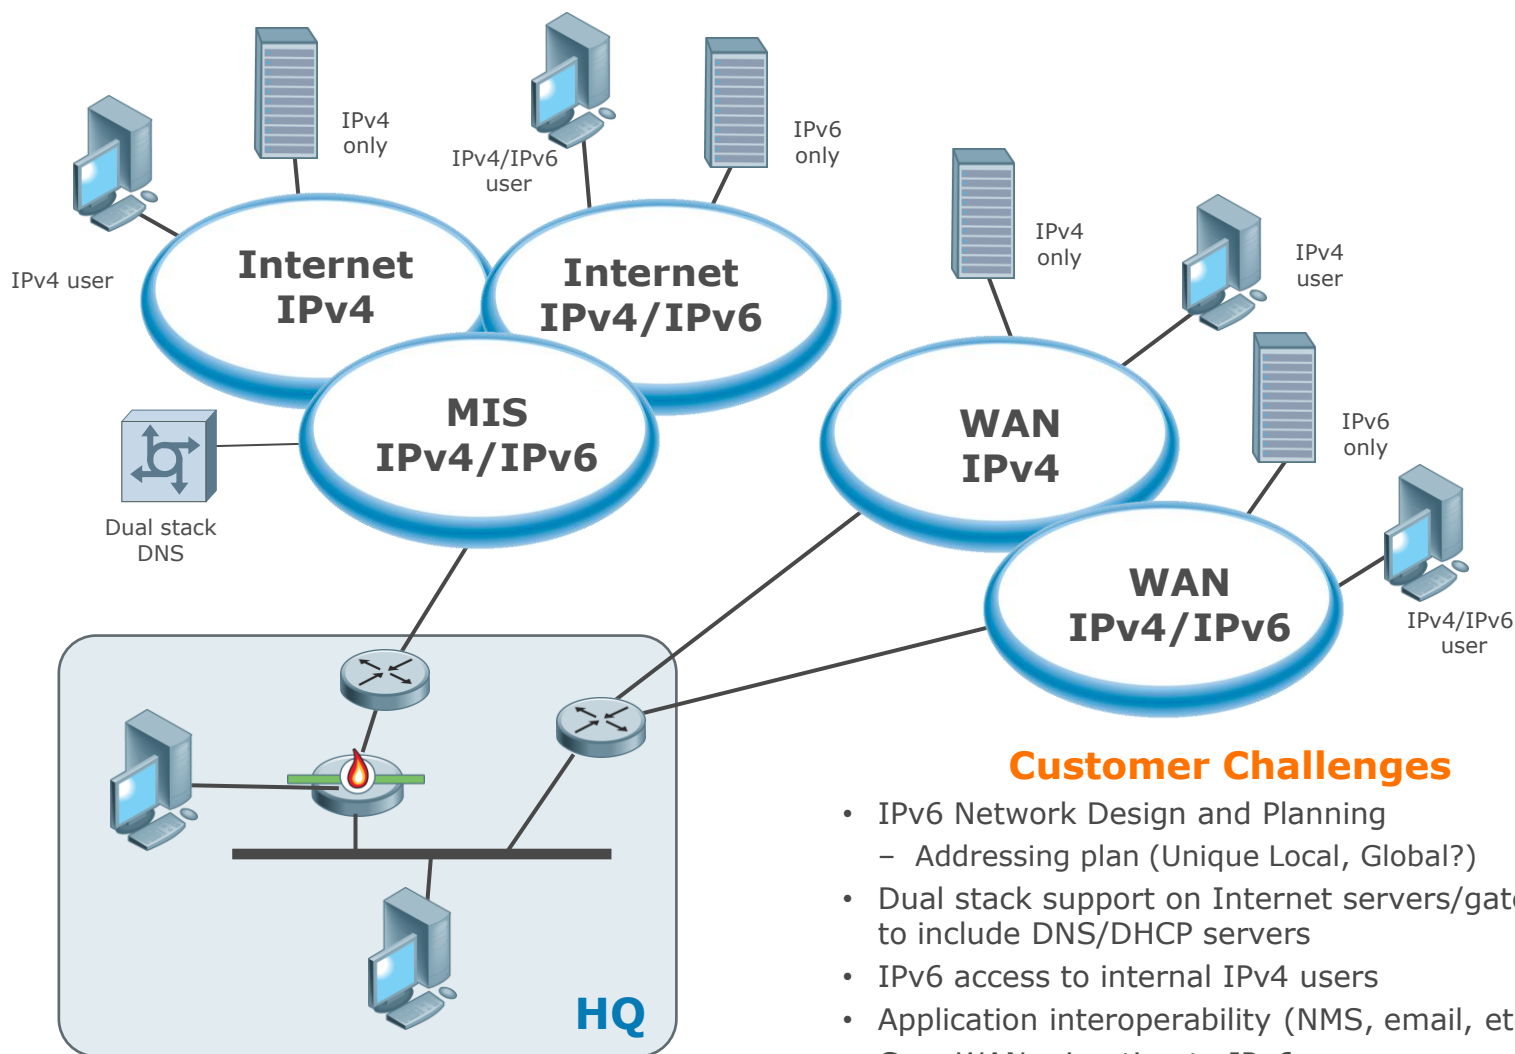 IPv4
only
IPv4/IPv6
user
IPv6
only
IPv4 user
Internet
IPv4
Internet
IPv4/IPv6
IPv4
only
IPv4
user
MIS
IPv4/IPv6
WAN
IPv4
IPv6
only
Dual stack
DNS
WAN
IPv4/IPv6
IPv4/IPv6
user
HQ
Customer Challenges
• IPv6 Network Design and Planning
– Addressing plan (Unique Local, Global?)
• Dual stack support on Internet servers/gat
to include DNS/DHCP servers
• IPv6 access to internal IPv4 users
• Application interoperability (NMS, email, et